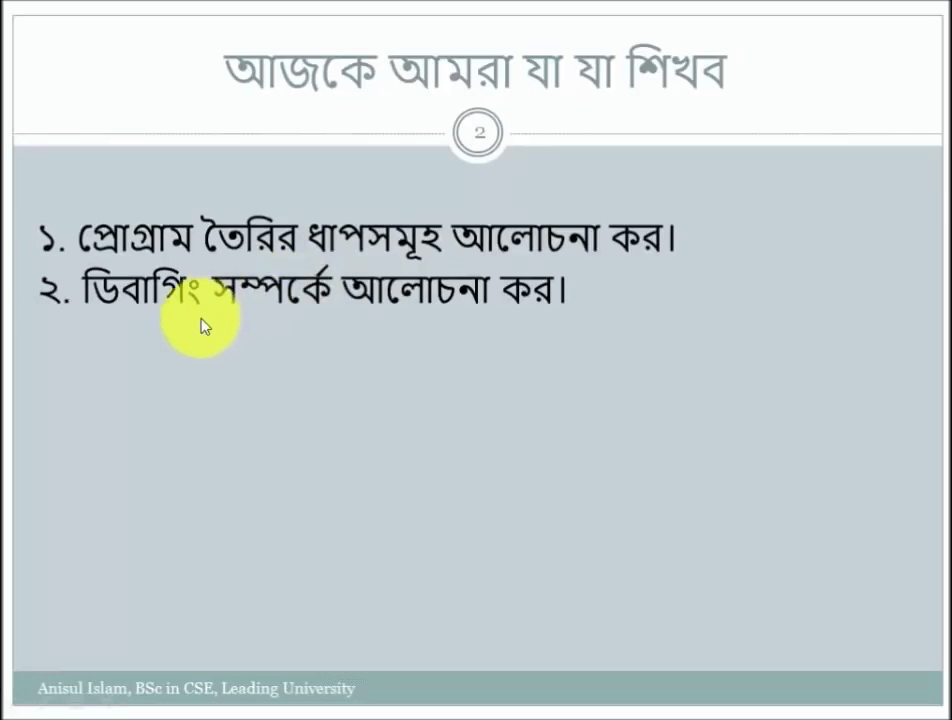 আজকে আমরা যা যা শিখব
2
১. প্রোগ্রাম তৈরির ধাপসমূহ আলোচনা কর।
২. ডিবাগিং সম্পর্কে আলোচনা কর।
Anisul Islam, BSc in CSE, Leading University